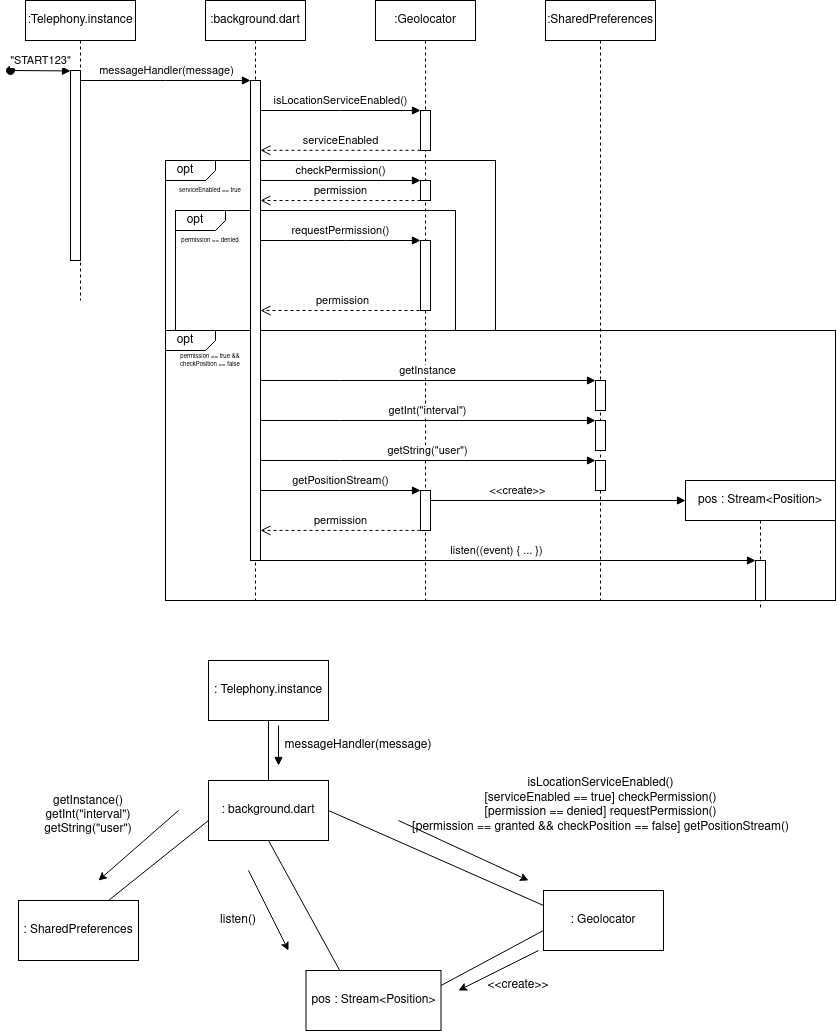 :Telephony.instance
:background.dart
:Geolocator
:SharedPreferences
"START123"
messageHandler(message)
isLocationServiceEnabled()
serviceEnabled
opt
checkPermission()
serviceEnabled == true
permission
opt
requestPermission()
permission == denied
permission
opt
permission == true &&
checkPosition == false
getInstance
getInt("interval")
getString("user")
getPositionStream()
<<create>>
pos : Stream<Position>
permission
listen((event) { ... })
: Telephony.instance
messageHandler(message)
: background.dart
getInstance()
getInt("interval")
getString("user")
isLocationServiceEnabled()
[serviceEnabled == true] checkPermission()
[permission == denied] requestPermission()
[permission == granted && checkPosition == false] getPositionStream()
: SharedPreferences
listen()
: Geolocator
<<create>>
pos : Stream<Position>